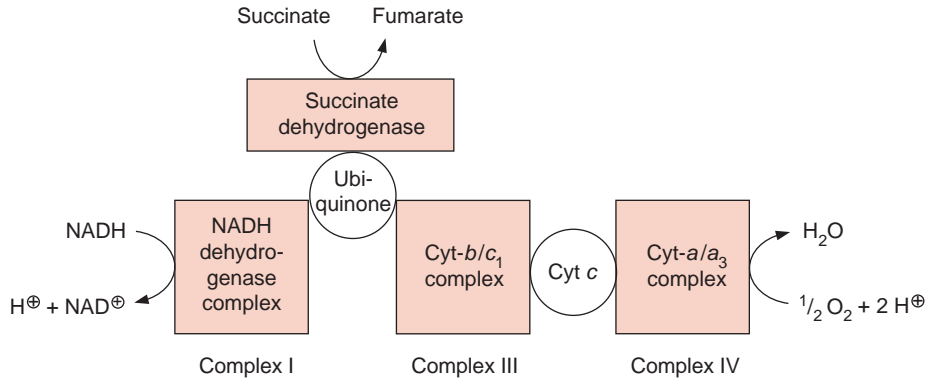 Succinate Fumarate
Succinate
dehydrogenase
Ubi-
quinone
NADH
H⊕ + NAD⊕
NADH
dehydro-
genase
complex
Cyt-b/c₁
complex
Cyt c
Cyt-a/a₃
complex
H₂O
¹/₂ O₂ + 2 H⊕
Complex I Complex III Complex IV